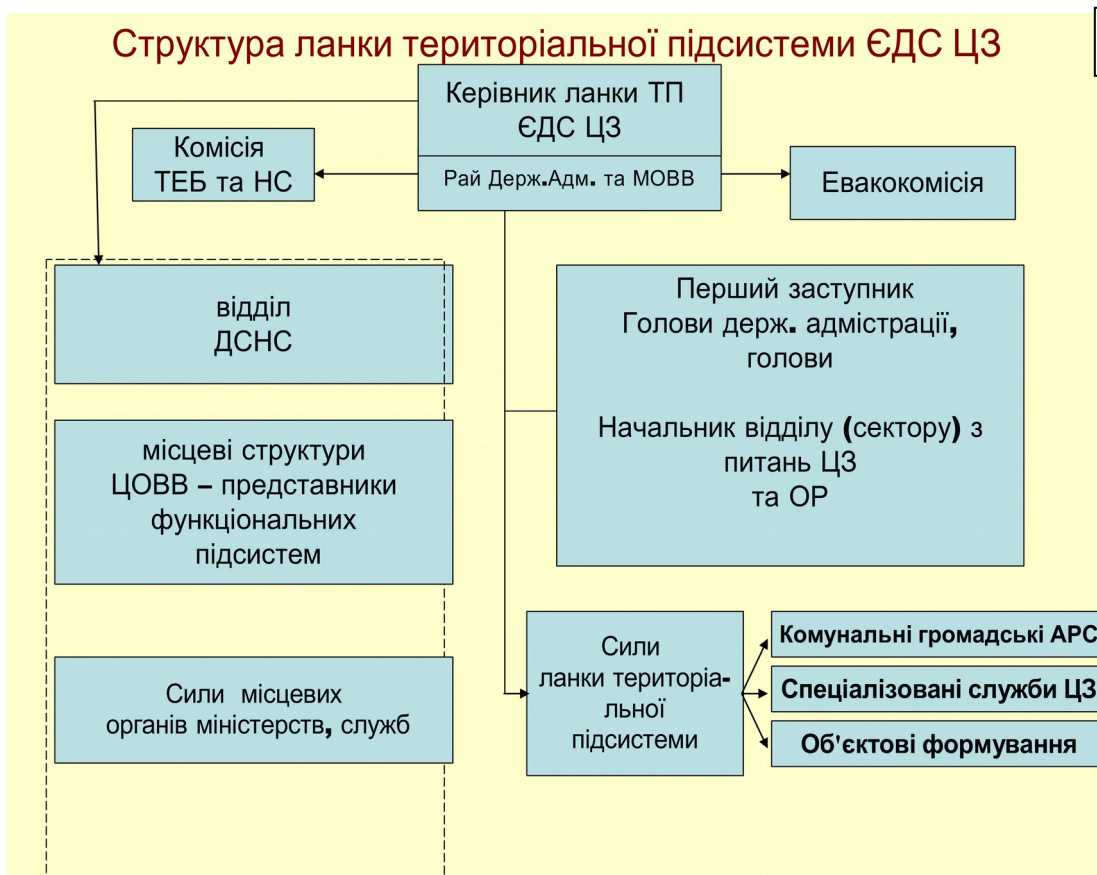 Структура ланки територіальної підсистеми ЄДС ЦЗ
Керівник ланки ТП
ЄДС ЦЗ
Рай Держ.Адм. та МОВВ
Комісія
ТЕБ та НС
Евакокомісія
відділ
ДСНС
місцеві структури
ЦОВВ – представники
функціональних
підсистем
Сили місцевих
органів міністерств, служб
Перший заступник
Голови держ. адмістрації,
голови
Начальник відділу (сектору) з
питань ЦЗ
та ОР
Сили
ланки територіа-
льної
підсистеми
Комунальні громадські АРС
Спеціалізовані служби ЦЗ
Об'єктові формування